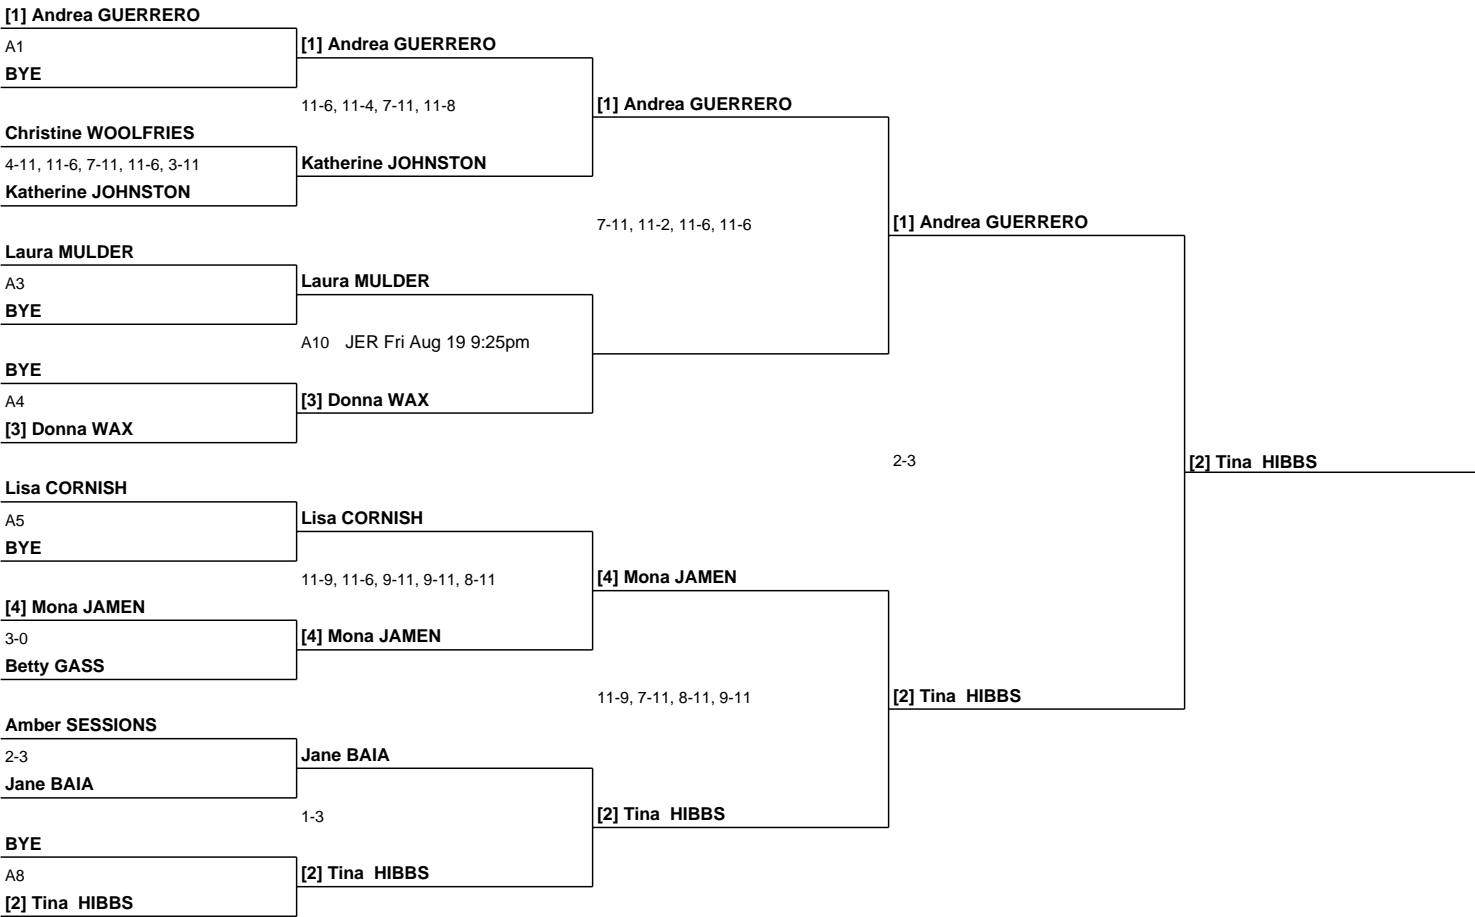 [1] Andrea GUERRERO
A1
BYE
Christine WOOLFRIES
4-11, 11-6, 7-11, 11-6, 3-11
Katherine JOHNSTON
Laura MULDER
A3
BYE
BYE
A4
[3] Donna WAX
Lisa CORNISH
A5
BYE
[4] Mona JAMEN
3-0
Betty GASS
Amber SESSIONS
2-3
Jane BAIA
BYE
A8
[2] Tina HIBBS
[1] Andrea GUERRERO
11-6, 11-4, 7-11, 11-8
Katherine JOHNSTON
Laura MULDER
A10 JER Fri Aug 19 9:25pm
[3] Donna WAX
Lisa CORNISH
11-9, 11-6, 9-11, 9-11, 8-11
[4] Mona JAMEN
Jane BAIA
1-3
[2] Tina HIBBS
[1] Andrea GUERRERO
7-11, 11-2, 11-6, 11-6
[4] Mona JAMEN
11-9, 7-11, 8-11, 9-11
[2] Tina HIBBS
[1] Andrea GUERRERO
2-3
[2] Tina HIBBS
[2] Tina HIBBS